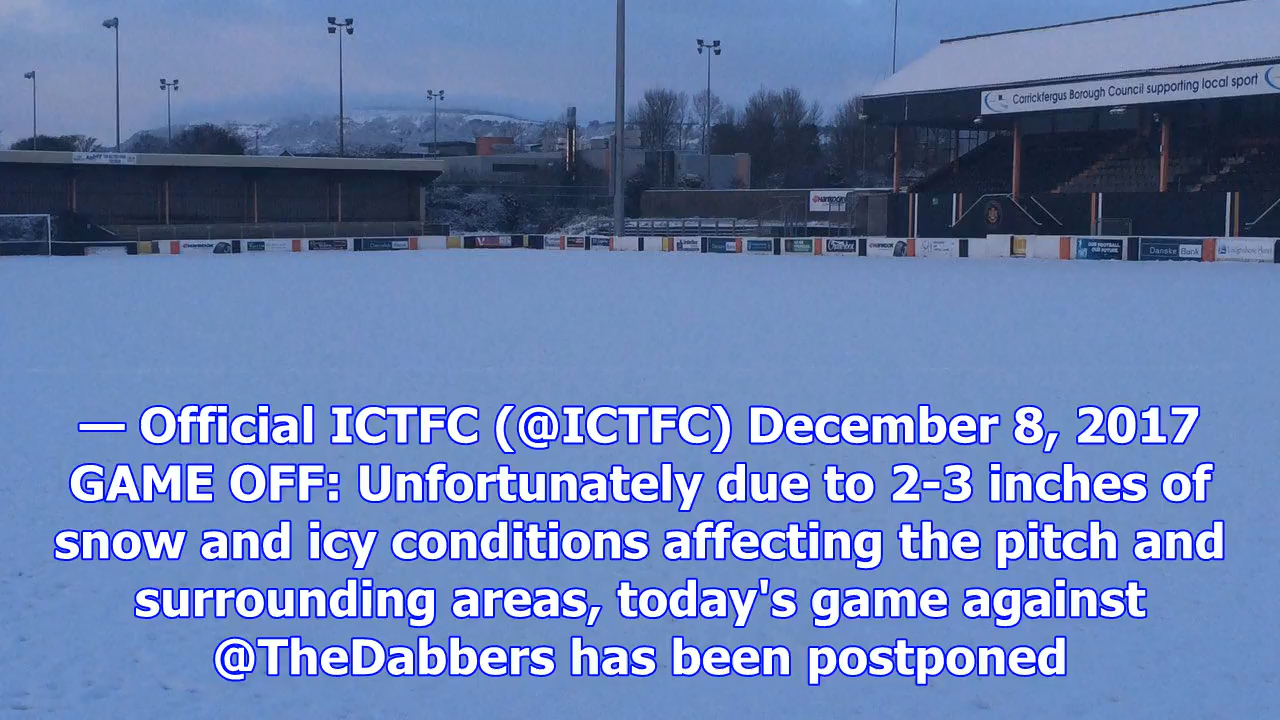 Carrickfergus Borough Council supporting local sport
Danske Bank
— Official ICTFC (@ICTFC) December 8, 2017
GAME OFF: Unfortunately due to 2-3 inches of
snow and icy conditions affecting the pitch and
surrounding areas, today's game against
@TheDabbers has been postponed